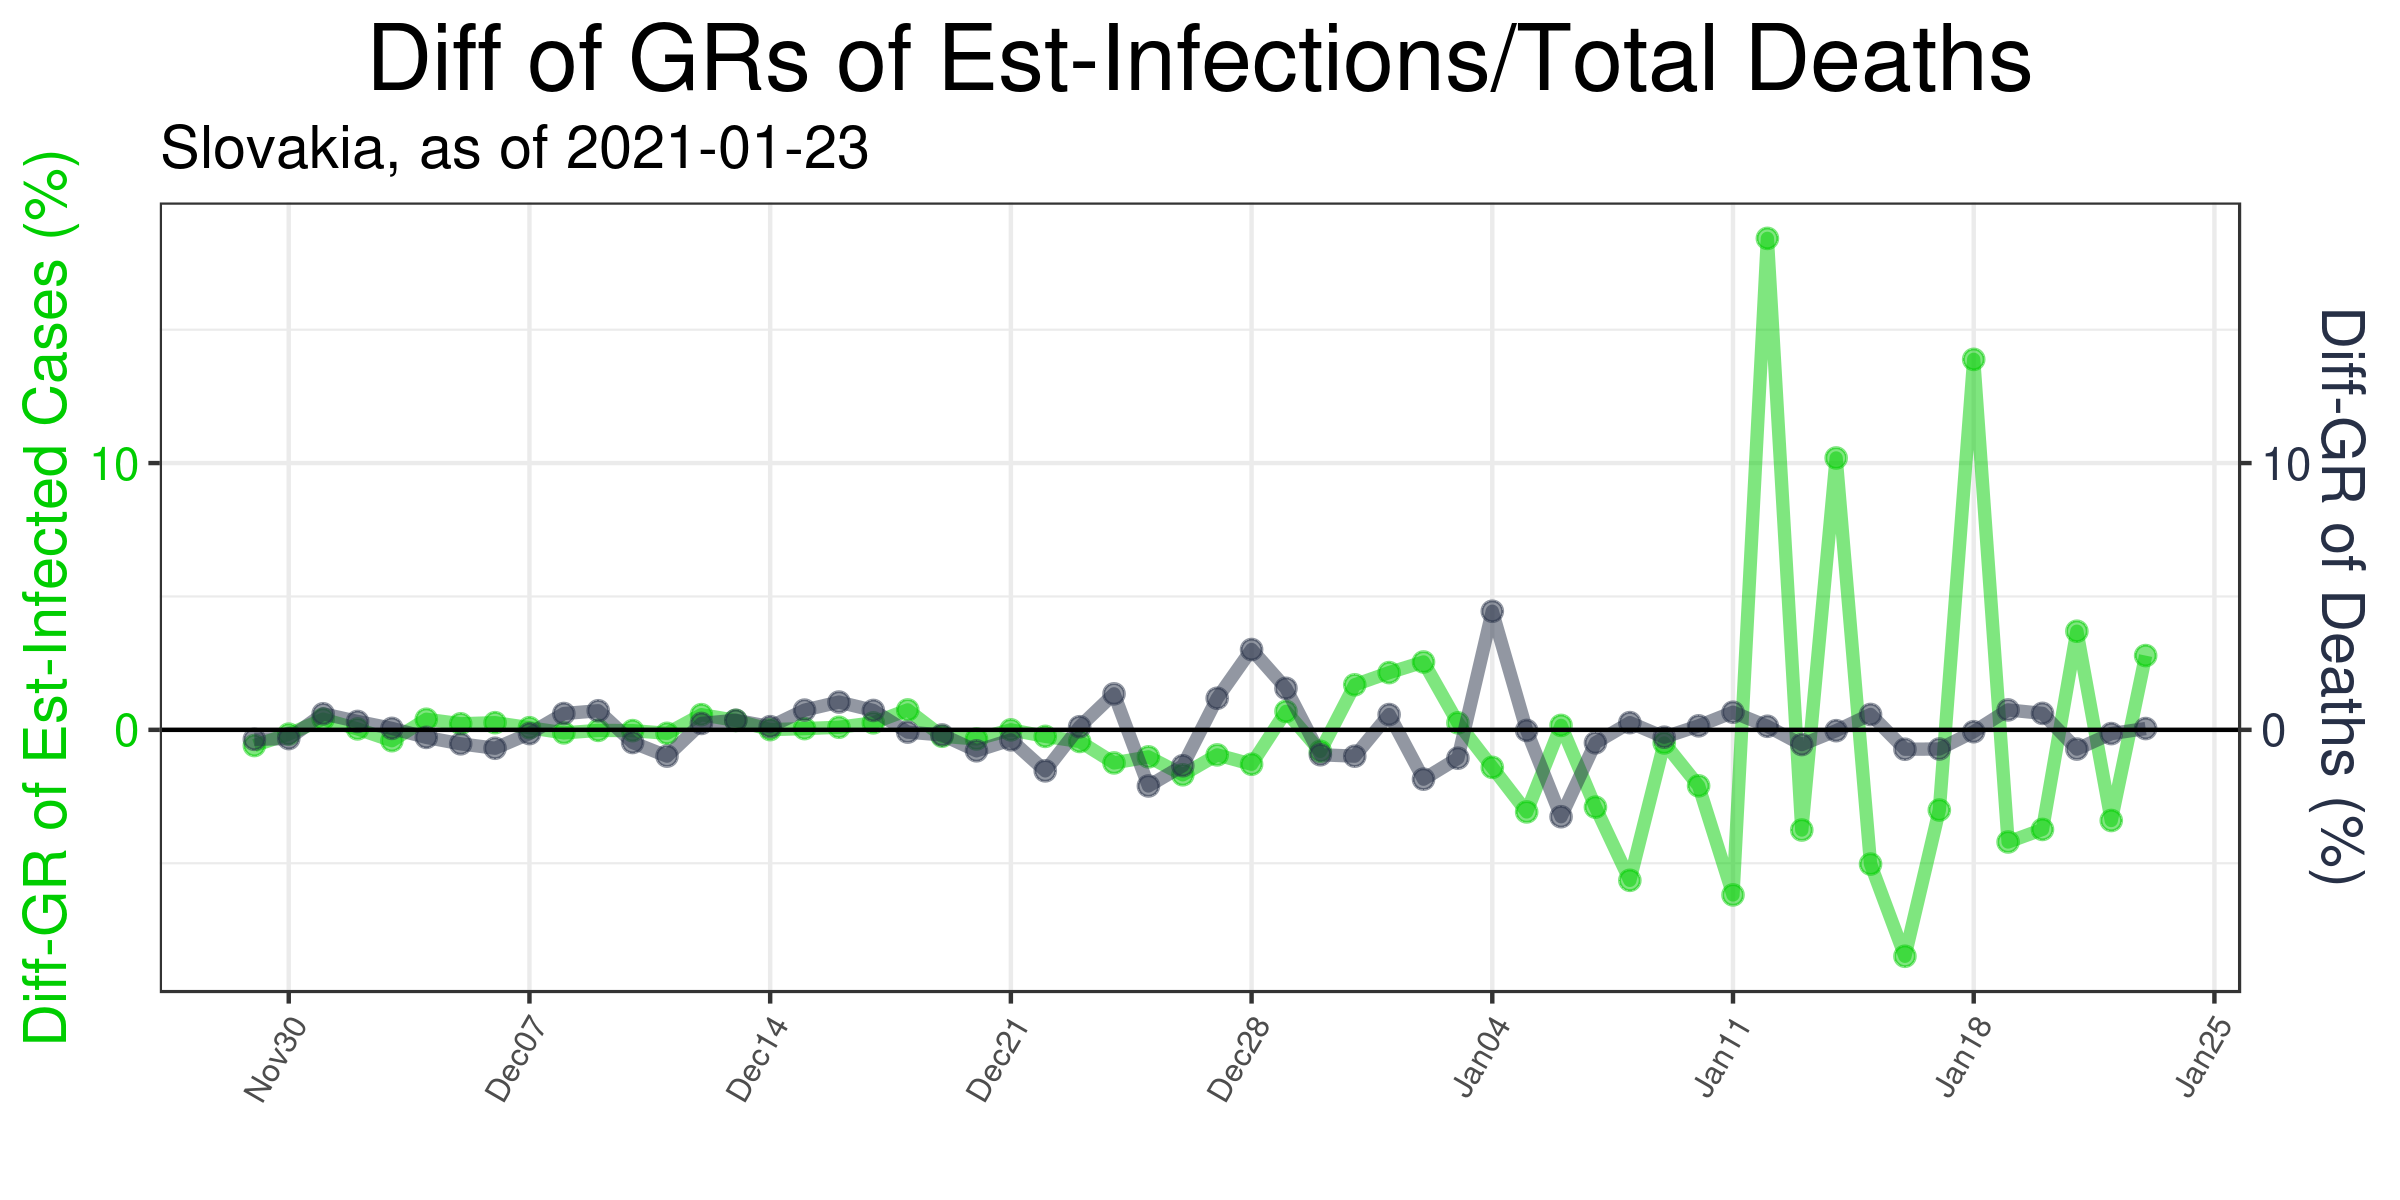 Diff of GRs of Est-Infections/Total Deaths
Slovakia, as of 2021-01-23
Diff-GR of Est-Infected Cases (%)
10
0
10
0
Diff-GR of Deaths (%)
Nov30
Dec07
Dec14
Dec21
Dec28
Jan04
Jan11
Jan18
Jan25